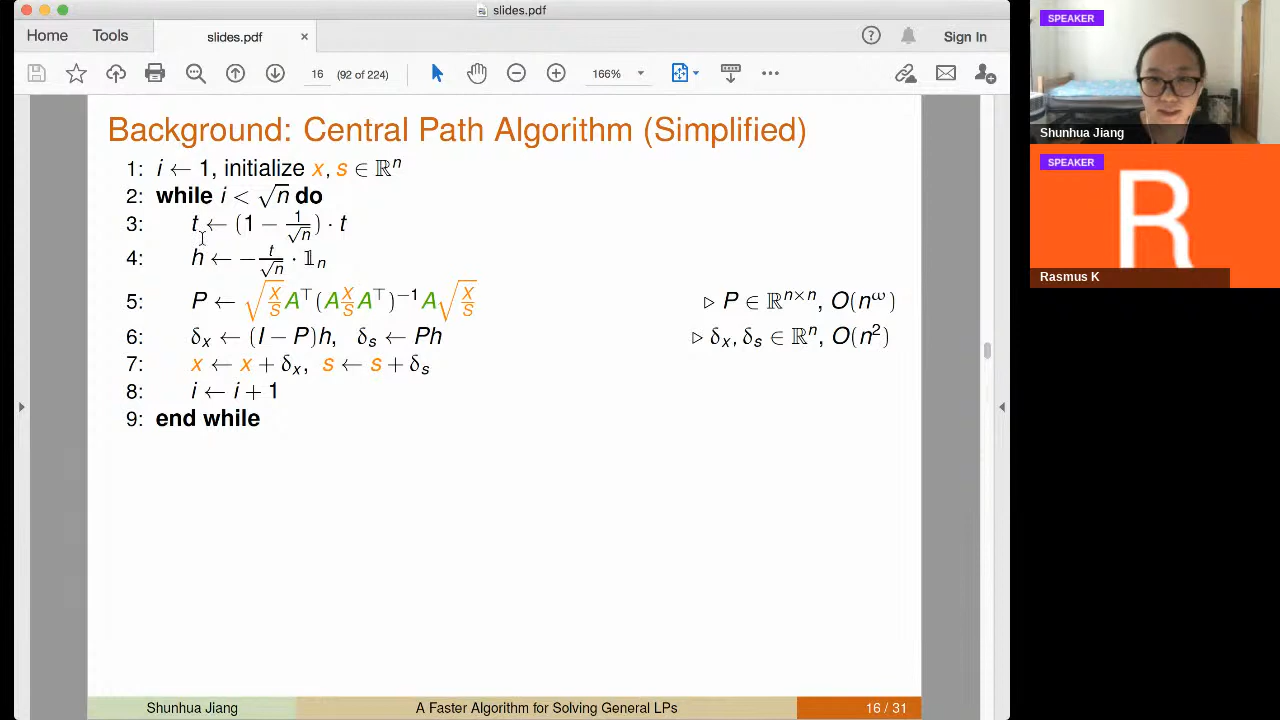 slides.pdf
Home Tools slides.pdf × Sign In
16 (92 of 224) 166%
Background: Central Path Algorithm (Simplified)
1: i ← 1, initialize x, s ∈ ℝⁿ
2: while i < √n do
3: t ← (1 − 1/√n) · t
4: h ← −t/√n · 𝟙ₙ
5: P ← √(X/S) A⊤(A X/S A⊤)⁻¹ A √(X/S) ▷ P ∈ ℝⁿˣⁿ, O(n^ω)
6: δₓ ← (I − P)h, δₛ ← Ph ▷ δₓ, δₛ ∈ ℝⁿ, O(n²)
7: x ← x + δₓ, s ← s + δₛ
8: i ← i + 1
9: end while
Shunhua Jiang A Faster Algorithm for Solving General LPs 16 / 31
SPEAKER
Shunhua Jiang
SPEAKER
R
Rasmus K